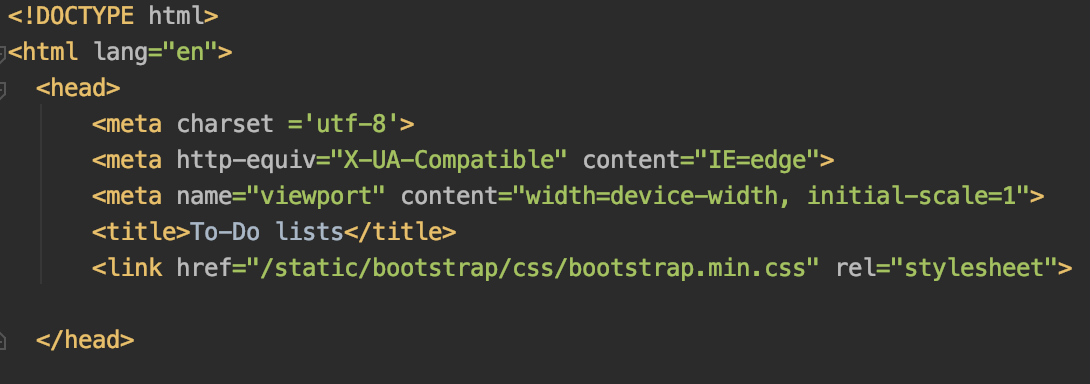 <!DOCTYPE html>
<html lang="en">
<head>
<meta charset ='utf-8'>
<meta http-equiv="X-UA-Compatible" content="IE=edge">
<meta name="viewport" content="width=device-width, initial-scale=1">
<title>To-Do lists</title>
<link href="/static/bootstrap/css/bootstrap.min.css" rel="stylesheet">
</head>